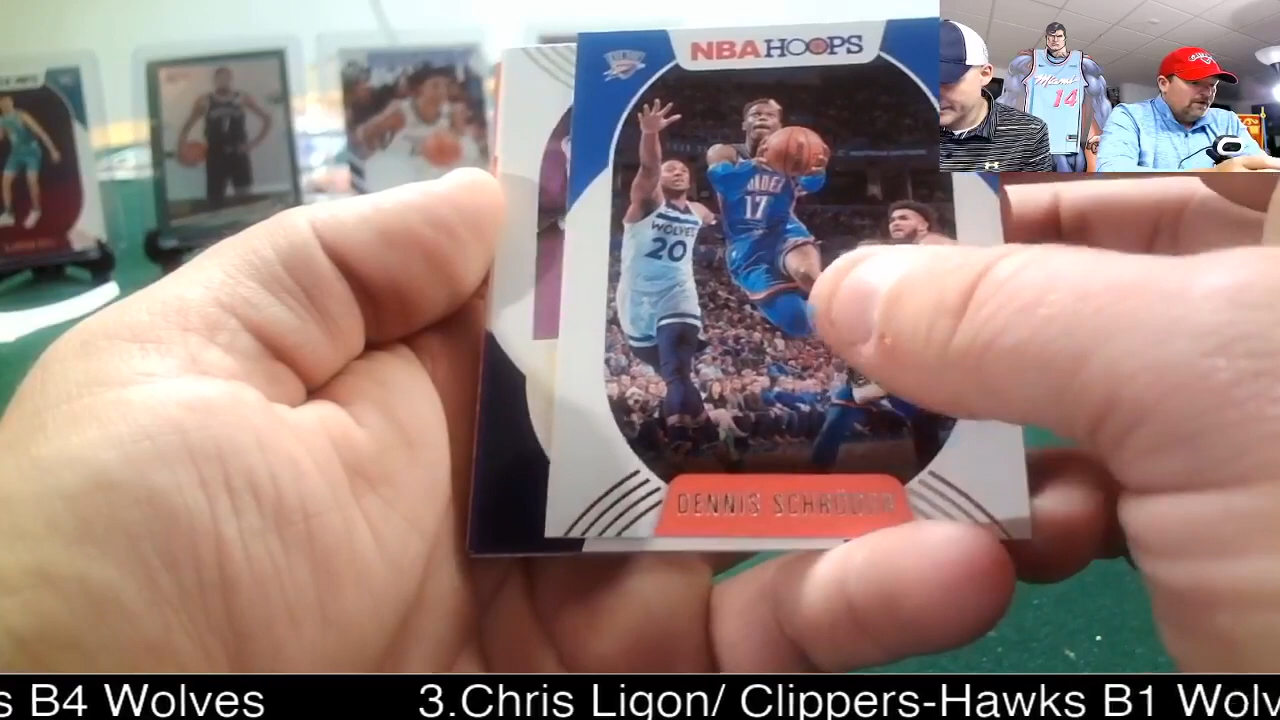 NBA HOOPS
WOLVES
20
17
DENNIS SCHRÖDER
Miami
14
s B4 Wolves 3.Chris Ligon/ Clippers-Hawks B1 Wolv